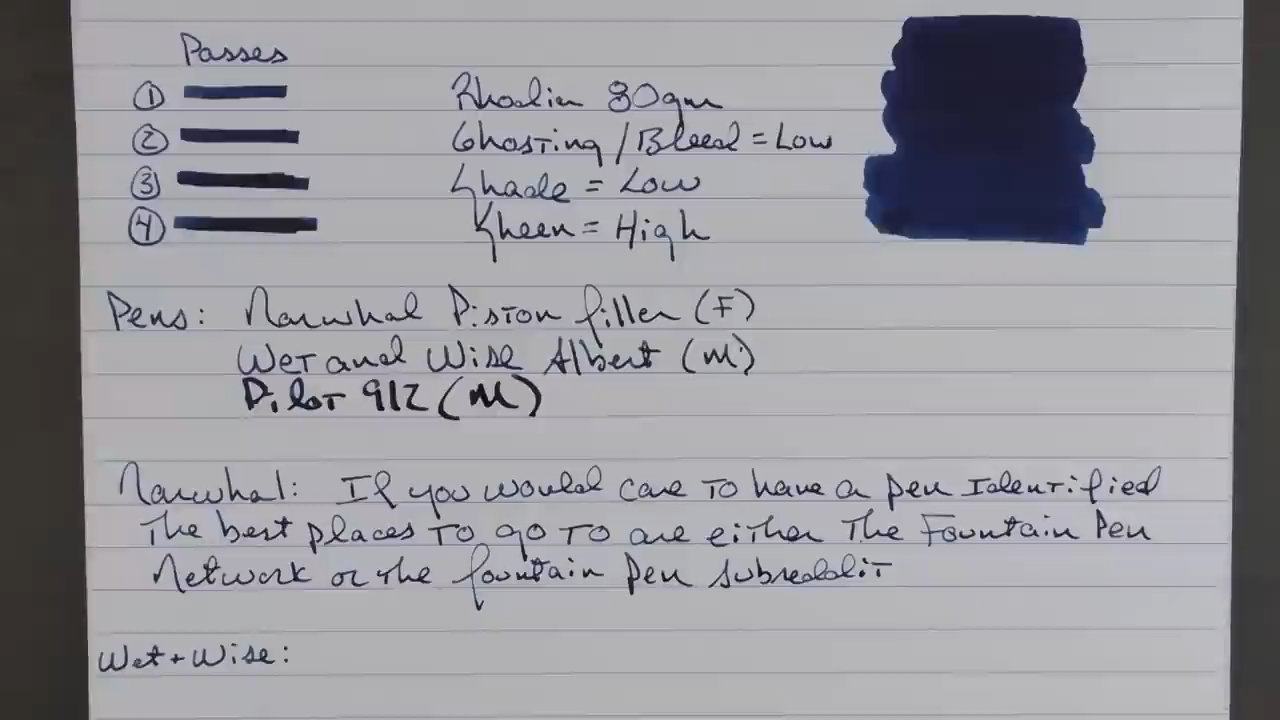 Passes
①
②
③
④
Rhodia 80gm
Ghosting/Bleed = Low
Shade = Low
Sheen = High
Pens: Narwhal Piston filler (F)
Wet and Wise Albert (M)
Pilot 912 (M)
Narwhal: If you would care to have a pen Identified
The best places to go to are either The Fountain Pen
Network or the fountain pen subreddit
Wet + Wise: